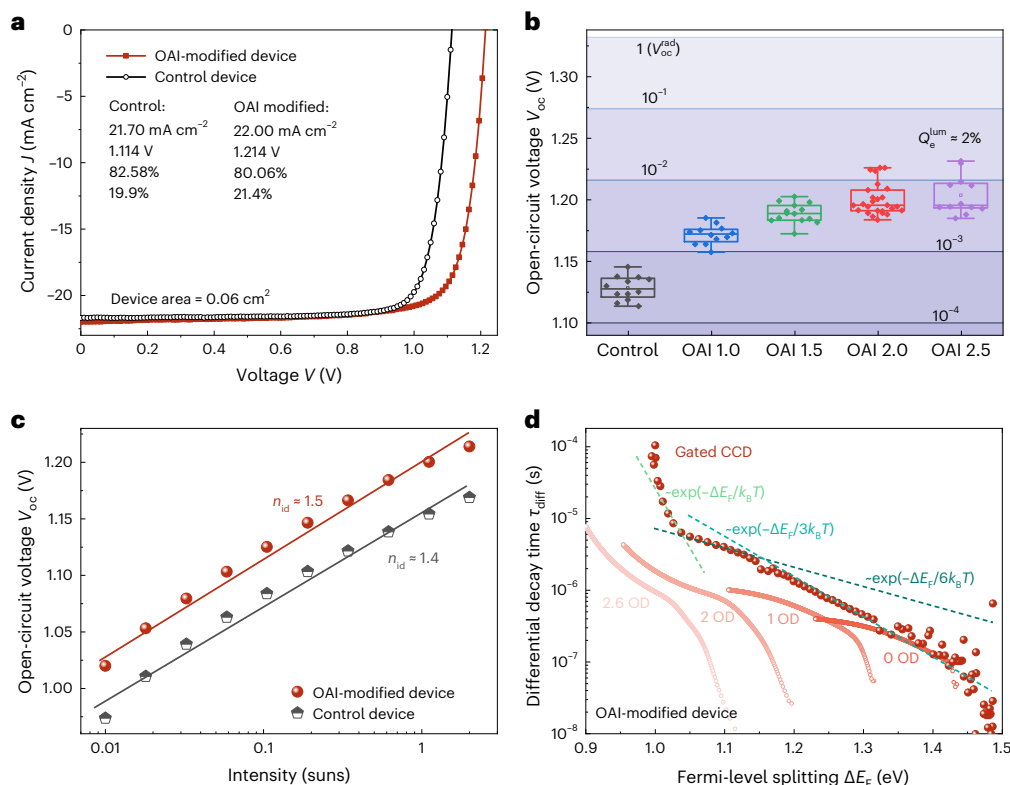 a
OAI-modified device
Control device
Control: OAI modified:
21.70 mA cm⁻² 22.00 mA cm⁻²
1.114 V 1.214 V
82.58% 80.06%
19.9% 21.4%
Device area = 0.06 cm²
Current density J (mA cm⁻²)
0
−5
−10
−15
−20
0 0.2 0.4 0.6 0.8 1.0 1.2
Voltage V (V)
b
1 (V_oc^rad)
10⁻¹
Q_e^lum ≈ 2%
10⁻²
10⁻³
10⁻⁴
Open-circuit voltage V_oc (V)
1.30
1.25
1.20
1.15
1.10
Control OAI 1.0 OAI 1.5 OAI 2.0 OAI 2.5
c
n_id ≈ 1.5
n_id ≈ 1.4
OAI-modified device
Control device
Open-circuit voltage V_oc (V)
1.20
1.15
1.10
1.05
1.00
0.01 0.1 1
Intensity (suns)
d
Gated CCD
~exp(−ΔE_F/k_BT)
~exp(−ΔE_F/3k_BT)
~exp(−ΔE_F/6k_BT)
2.6 OD
2 OD
1 OD
0 OD
OAI-modified device
Differential decay time τ_diff (s)
10⁻⁴
10⁻⁵
10⁻⁶
10⁻⁷
10⁻⁸
0.9 1.0 1.1 1.2 1.3 1.4 1.5
Fermi-level splitting ΔE_F (eV)